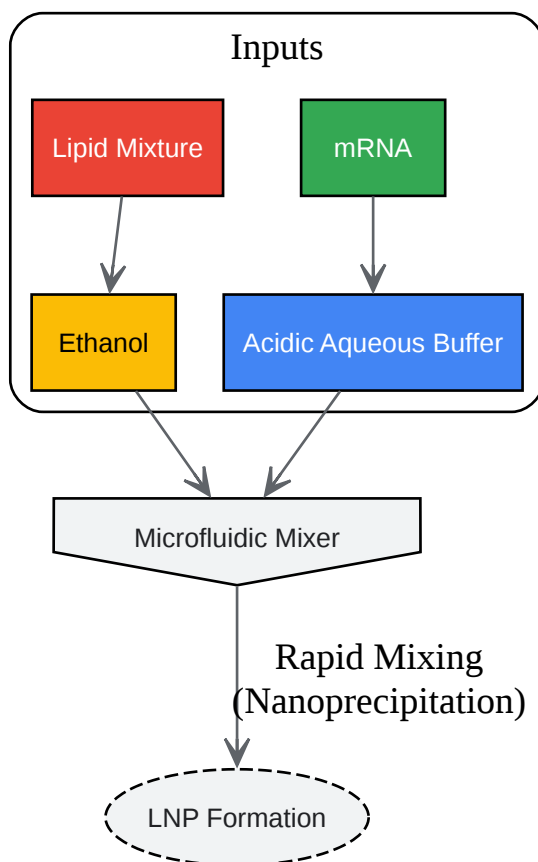 Inputs
Lipid Mixture
mRNA
Ethanol
Acidic Aqueous Buffer
Microfluidic Mixer
Rapid Mixing
(Nanoprecipitation)
LNP Formation